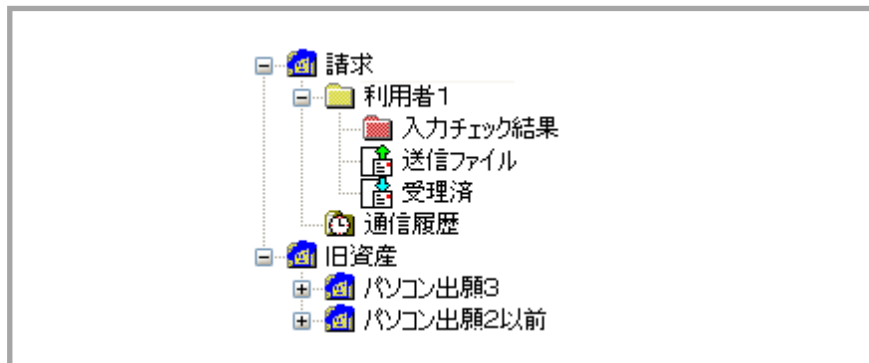 請求
利用者1
入力チェック結果
送信ファイル
受理済
通信履歴
旧資産
パソコン出願3
パソコン出願2以前